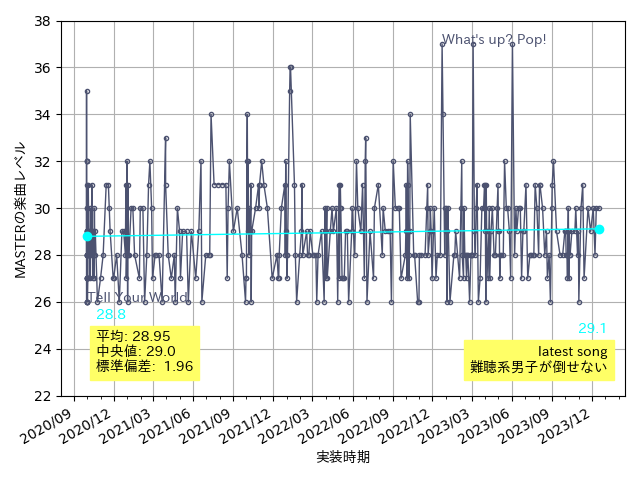 38
36
34
32
30
28
26
24
22
MASTERの楽曲レベル
What's up? Pop!
Tell Your World
28.8
平均: 28.95
中央値: 29.0
標準偏差: 1.96
29.1
latest song
難聴系男子が倒せない
2020/09
2020/12
2021/03
2021/06
2021/09
2021/12
2022/03
2022/06
2022/09
2022/12
2023/03
2023/06
2023/09
2023/12
実装時期